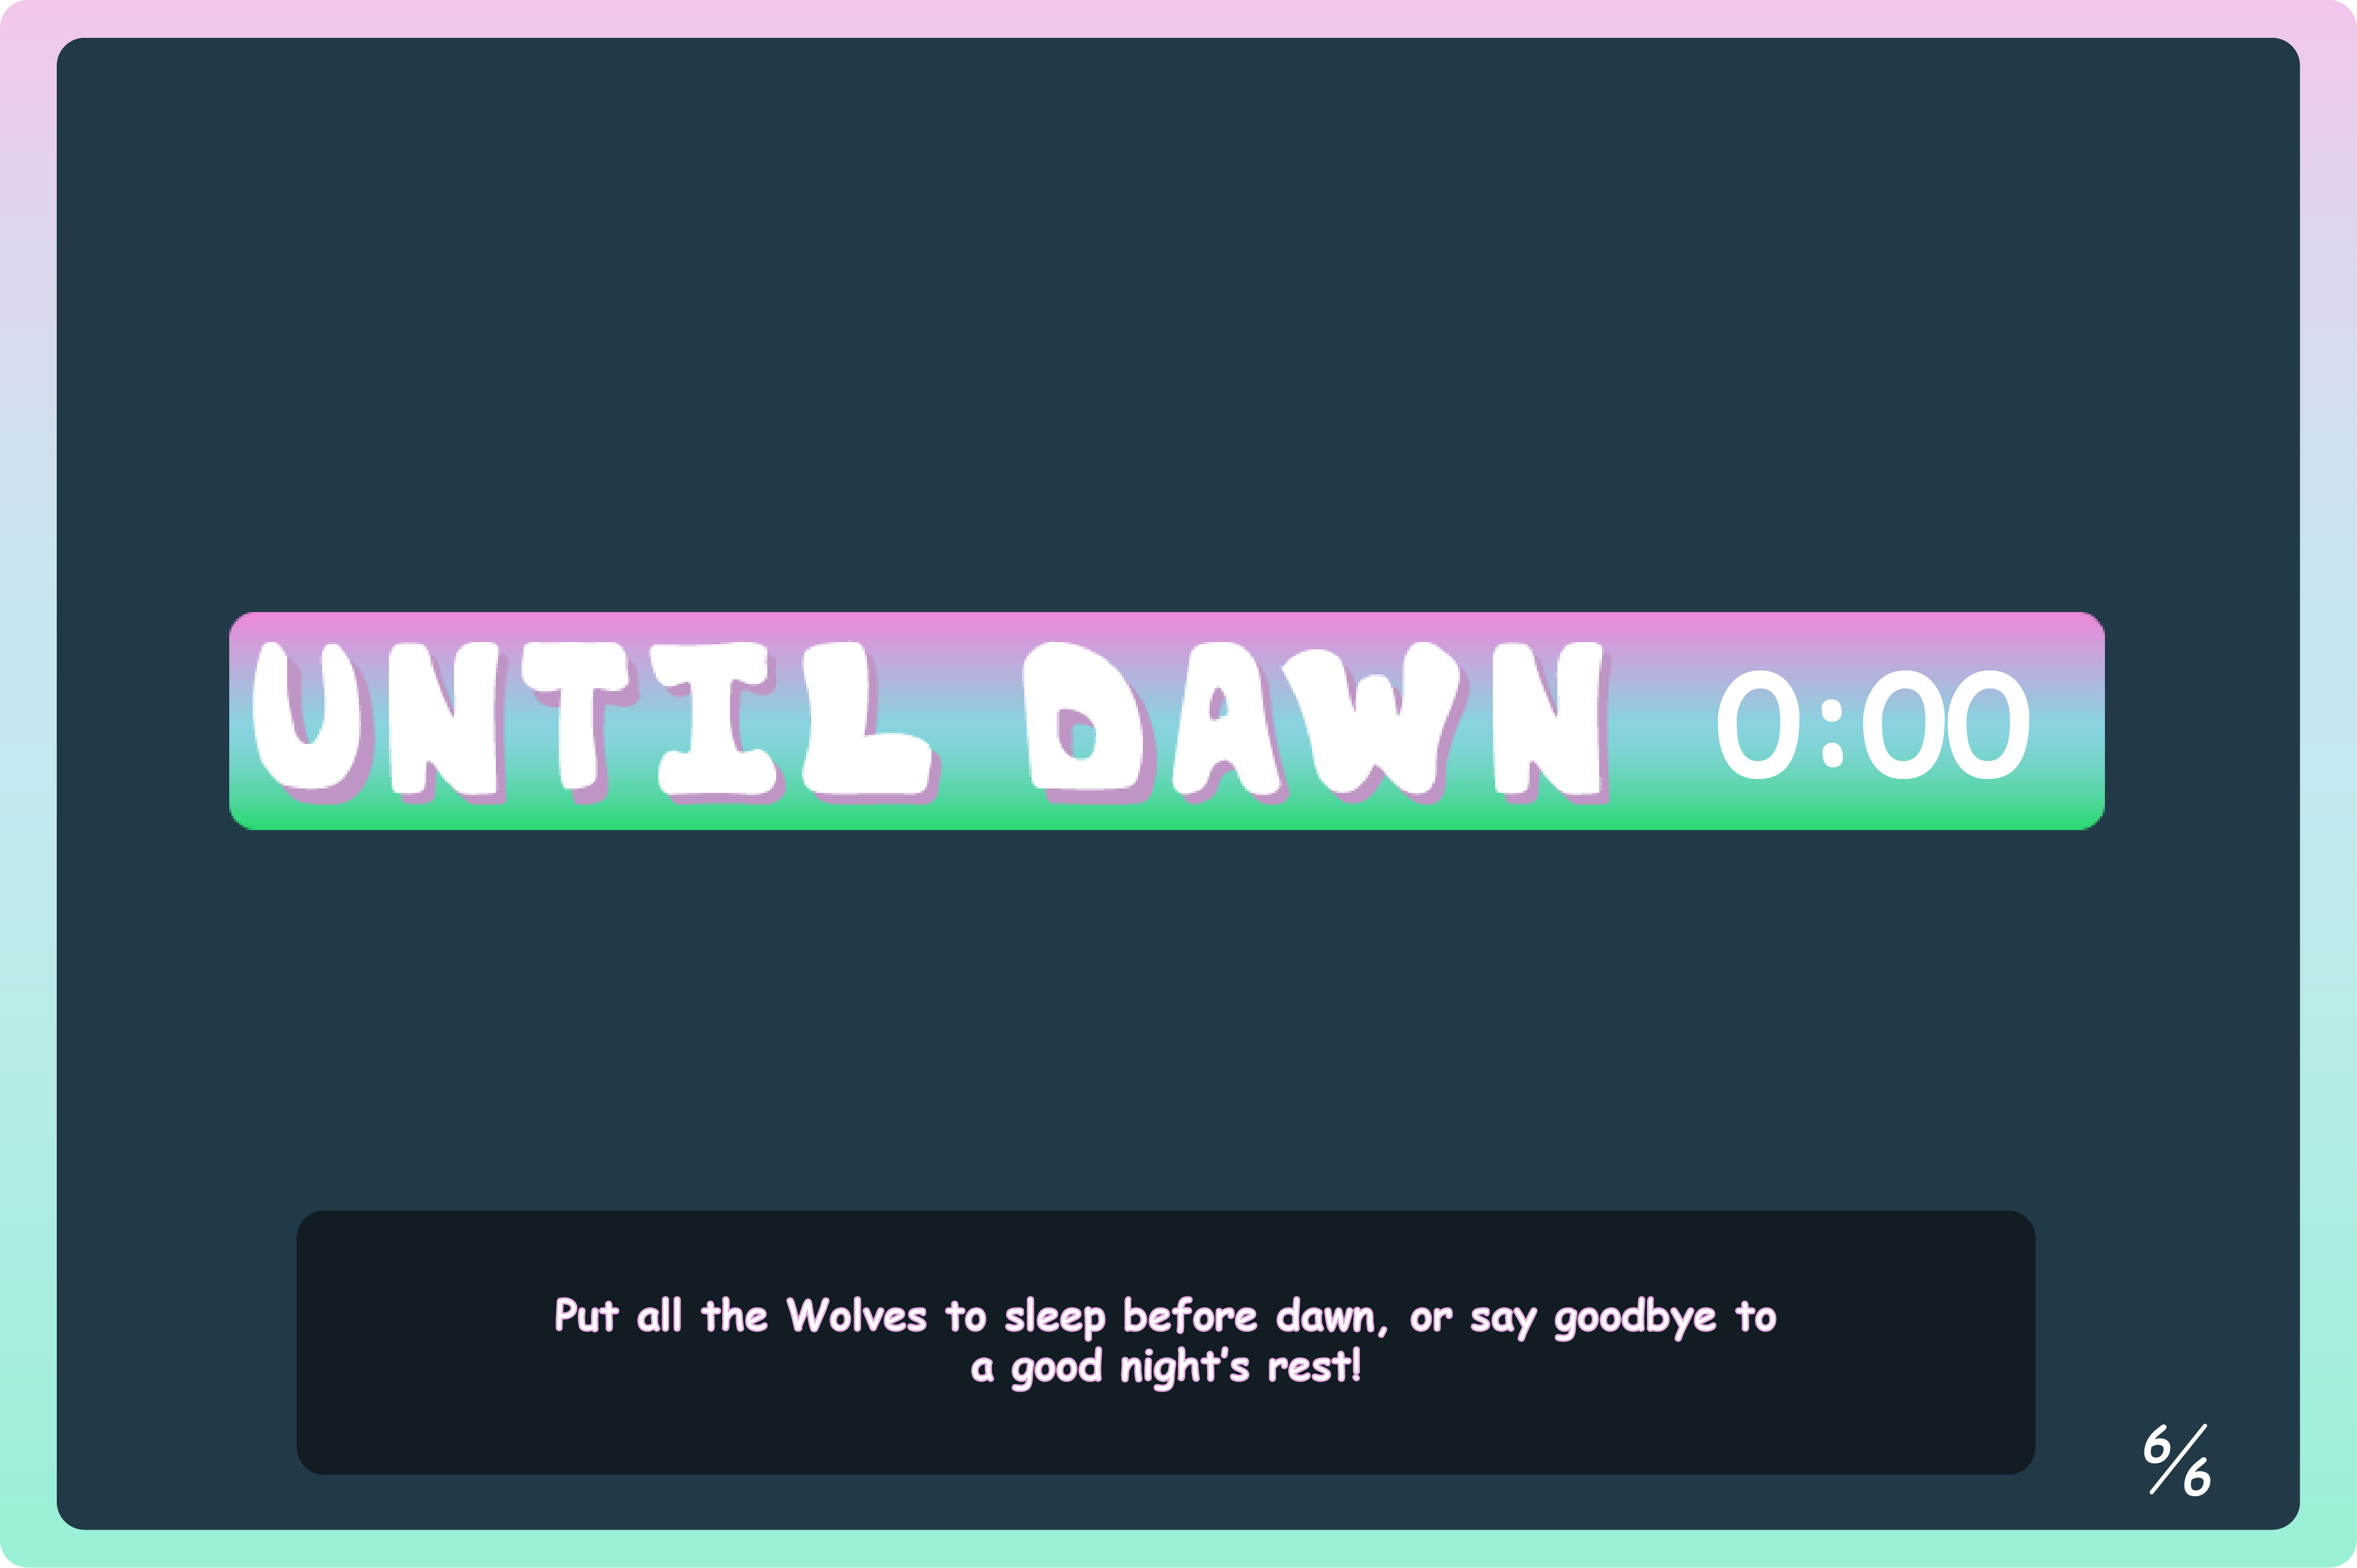 UNTIL DAWN 0:00
Put all the Wolves to sleep before dawn, or say goodbye to
a good night's rest!
6/6